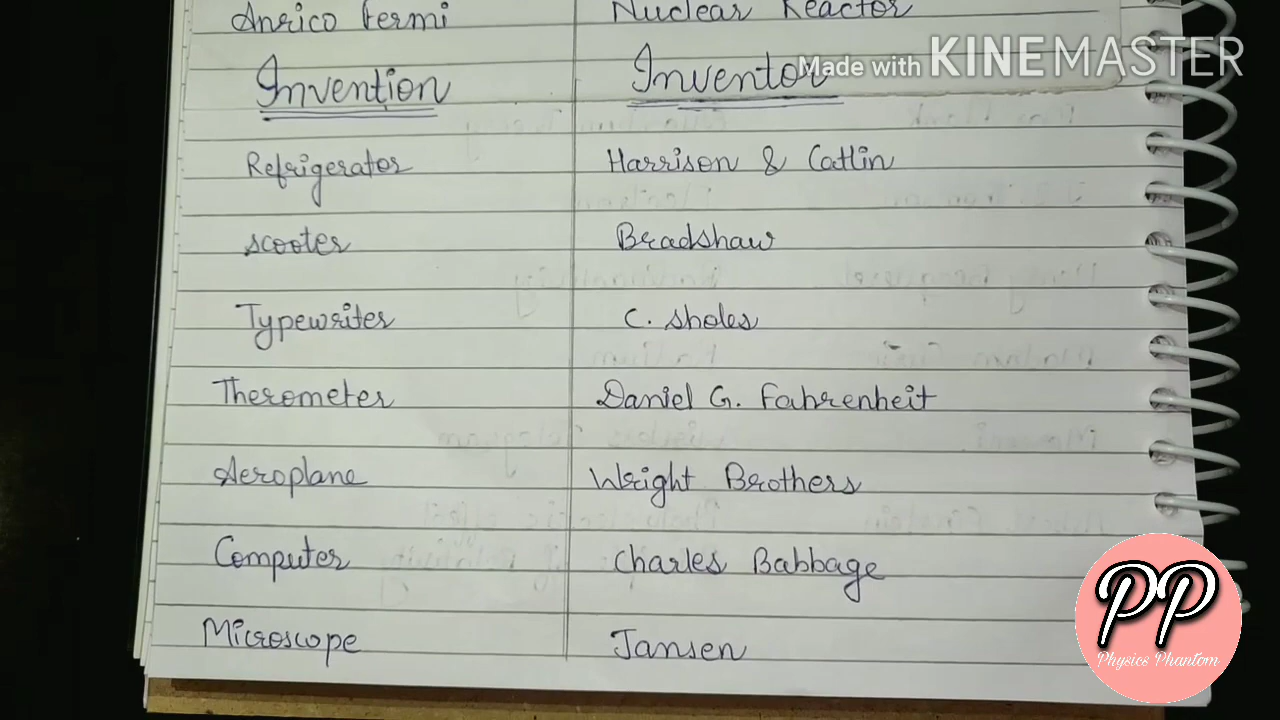 Anrico Fermi Nuclear Reactor
Invention Inventor
Made with KINEMASTER
Refrigerator Harrison & Catlin
Scooter Bradshaw
Typewriter C. Sholes
Therometer Daniel G. Fahrenheit
Aeroplane Wright Brothers
Computer Charles Babbage
Microscope Jansen
PP
Physics Phantom